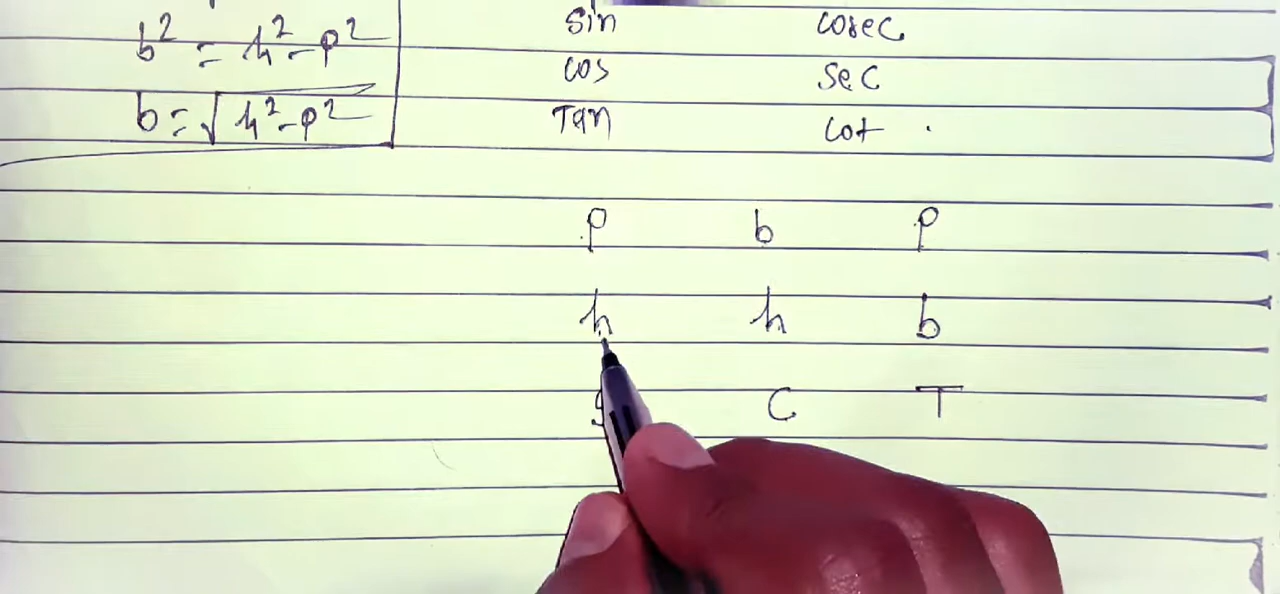 b² = h² - p²
b = √h² - p²
sin cosec
cos sec
Tan cot .
p b p
h h b
S C T